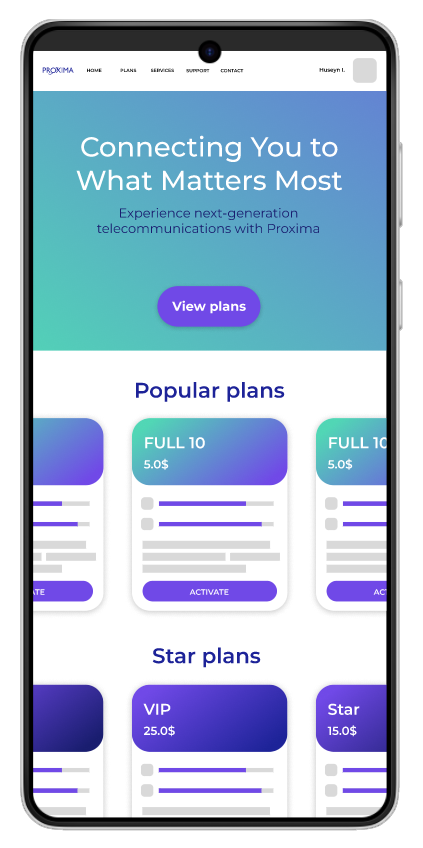 PROXIMA HOME PLANS SERVICES SUPPORT CONTACT Huseyn I.
Connecting You to
What Matters Most
Experience next-generation
telecommunications with Proxima
View plans
Popular plans
FULL 10 FULL 10
5.0$ 5.0$
ACTIVATE
Star plans
VIP Star
25.0$ 15.0$